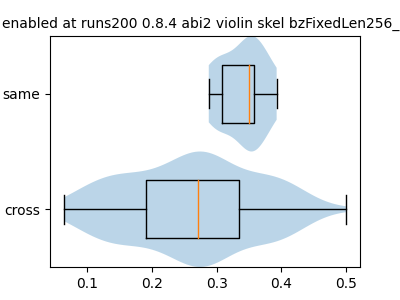 enabled at runs200 0.8.4 abi2 violin skel bzFixedLen256_
same
cross
0.1 0.2 0.3 0.4 0.5